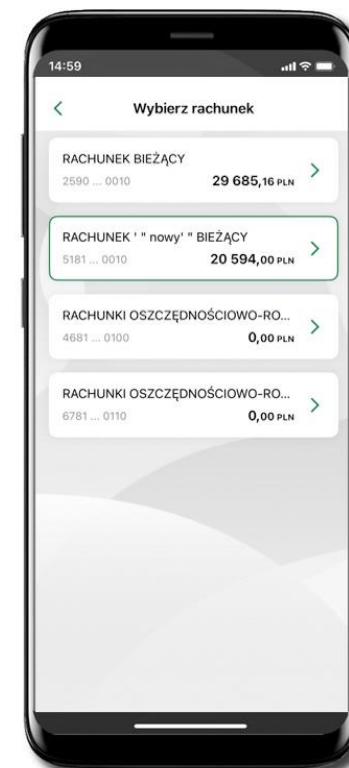 14:59
Wybierz rachunek
RACHUNEK BIEŻĄCY
2590 ... 0010 29 685,16 PLN
RACHUNEK ' " nowy' " BIEŻĄCY
5181 ... 0010 20 594,00 PLN
RACHUNKI OSZCZĘDNOŚCIOWO-RO...
4681 ... 0100 0,00 PLN
RACHUNKI OSZCZĘDNOŚCIOWO-RO...
6781 ... 0110 0,00 PLN